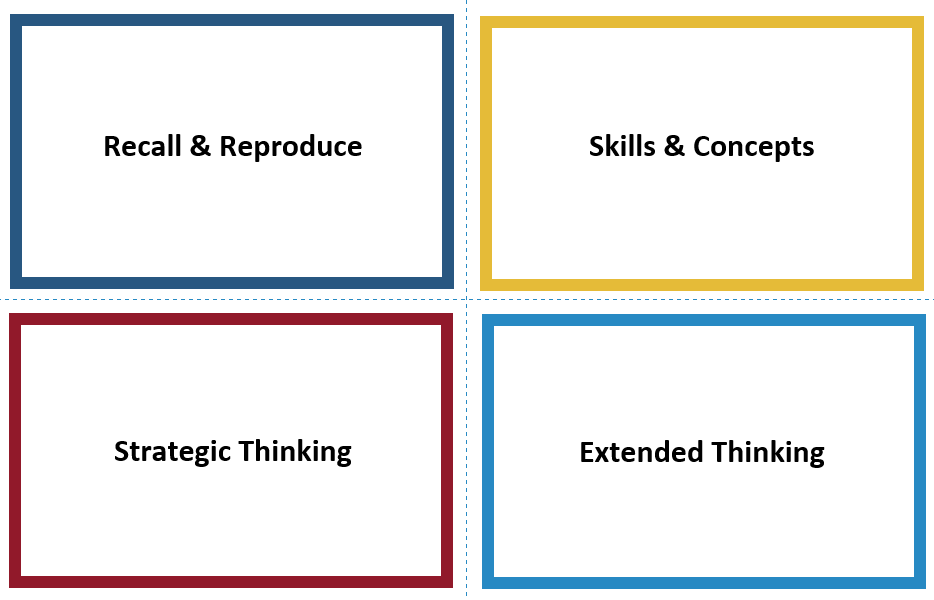 Recall & Reproduce
Skills & Concepts
Strategic Thinking
Extended Thinking